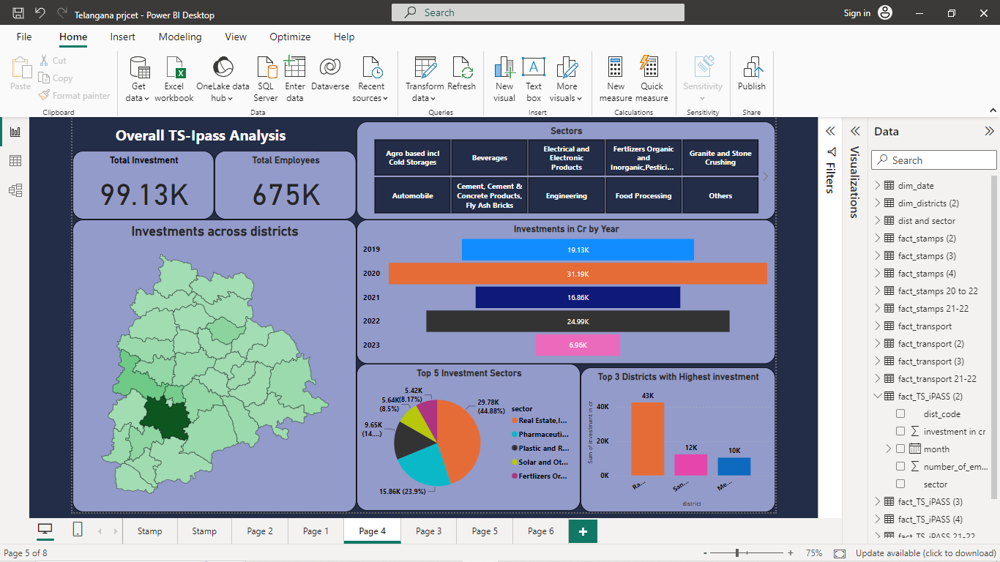 Telangana prjcet - Power BI Desktop
Search
Sign in
File
Home
Insert
Modeling
View
Optimize
Help
Paste
Cut
Copy
Format painter
Clipboard
Get
data
Excel
workbook
OneLake data
hub
SQL
Server
Enter
data
Dataverse
Recent
sources
Data
Transform
data
Refresh
Queries
New
visual
Text
box
More
visuals
Insert
New
measure
Quick
measure
Calculations
Sensitivity
Sensitivity
Publish
Share
Overall TS-Ipass Analysis
Total Investment
99.13K
Total Employees
675K
Sectors
Agro based incl
Cold Storages
Beverages
Electrical and
Electronic
Products
Fertlizers Organic
and
Inorganic,Pestici...
Granite and Stone
Crushing
Automobile
Cement, Cement &
Concrete Products,
Fly Ash Bricks
Engineering
Food Processing
Others
Investments across districts
Investments in Cr by Year
2019
19.13K
2020
31.19K
2021
16.86K
2022
24.99K
2023
6.96K
Top 5 Investment Sectors
5.42K
(8.17%)
5.64K
(8.5%)
9.65K
(14....)
29.78K
(44.88%)
15.86K (23.9%)
sector
Real Estate,I...
Pharmaceuti...
Plastic and R...
Solar and Ot...
Fertlizers Or...
Top 3 Districts with Highest investment
Sum of investment in cr
40K
20K
0K
43K
12K
10K
Ra...
San...
Me...
district
Filters
Visualizations
Data
Search
dim_date
dim_districts (2)
dist and sector
fact_stamps (2)
fact_stamps (3)
fact_stamps (4)
fact_stamps 20 to 22
fact_stamps 21-22
fact_transport
fact_transport (2)
fact_transport (3)
fact_transport 21-22
fact_TS_iPASS (2)
dist_code
investment in cr
month
number_of_em...
sector
fact_TS_iPASS (3)
fact_TS_iPASS (4)
fact_TS_iPASS 21-22
Stamp
Stamp
Page 2
Page 1
Page 4
Page 3
Page 5
Page 6
Page 5 of 8
75%
Update available (click to download)